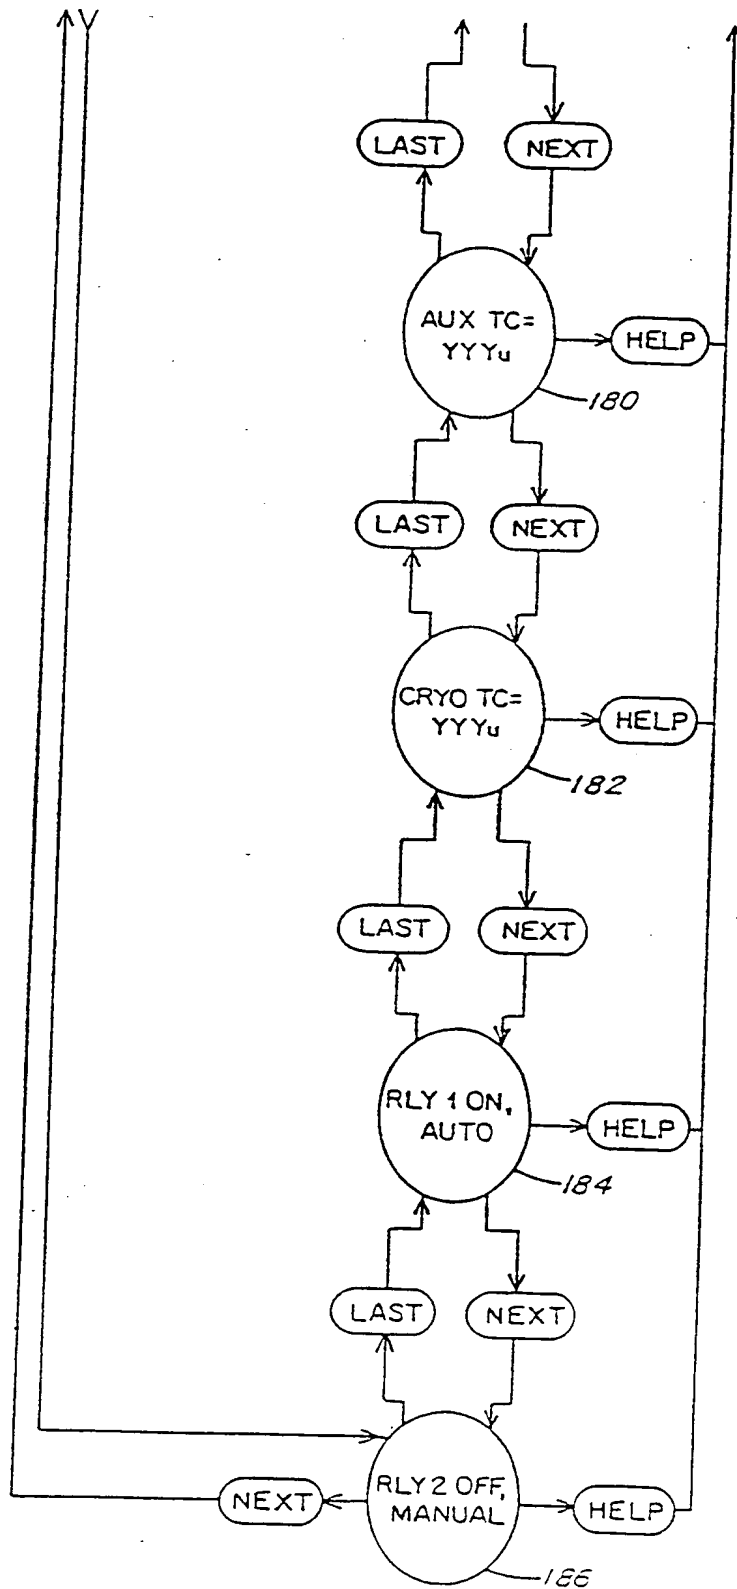 LAST NEXT
AUX TC=
YYYu
HELP
180
LAST NEXT
CRYO TC=
YYYu
HELP
182
LAST NEXT
RLY 1 ON,
AUTO
HELP
184
LAST NEXT
NEXT
RLY 2 OFF,
MANUAL
HELP
186